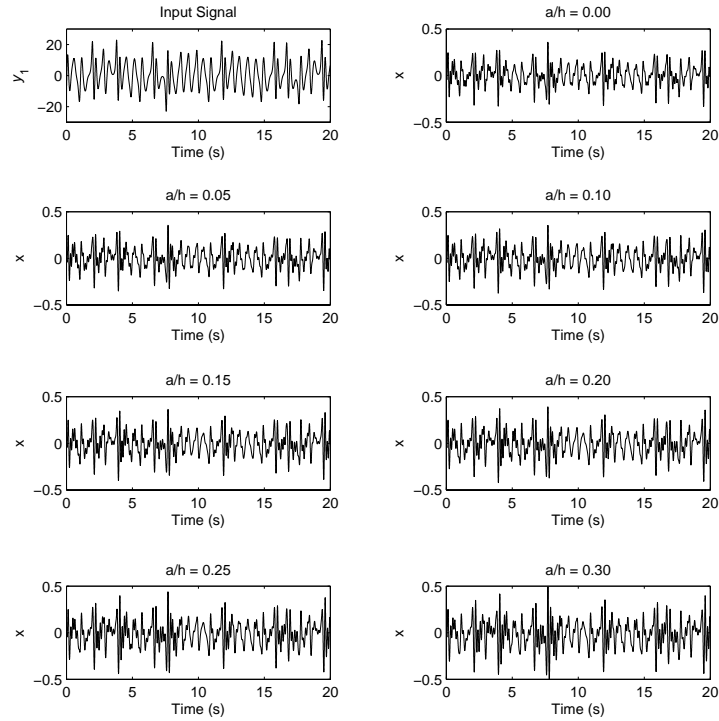 Input Signal
20
0
−20
y1
0 5 10 15 20
Time (s)
a/h = 0.00
0.5
0
−0.5
x
0 5 10 15 20
Time (s)
a/h = 0.05
0.5
0
−0.5
x
0 5 10 15 20
Time (s)
a/h = 0.10
0.5
0
−0.5
x
0 5 10 15 20
Time (s)
a/h = 0.15
0.5
0
−0.5
x
0 5 10 15 20
Time (s)
a/h = 0.20
0.5
0
−0.5
x
0 5 10 15 20
Time (s)
a/h = 0.25
0.5
0
−0.5
x
0 5 10 15 20
Time (s)
a/h = 0.30
0.5
0
−0.5
x
0 5 10 15 20
Time (s)